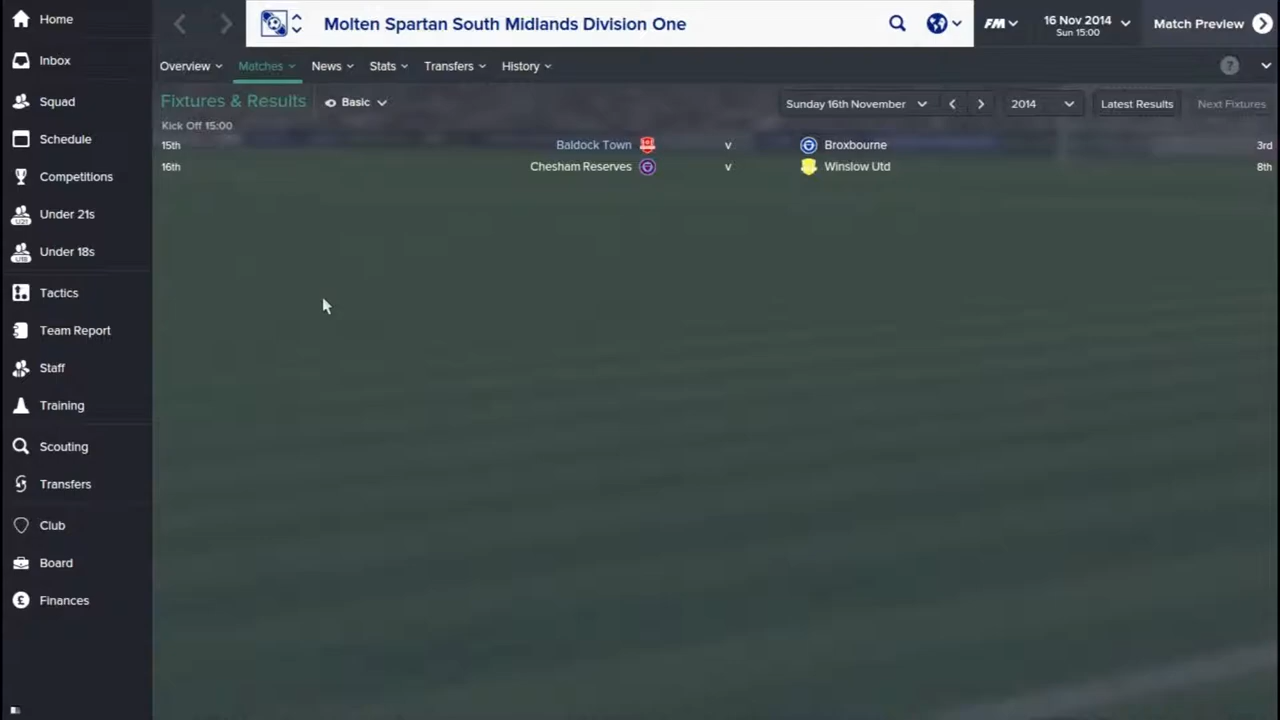 Home
Inbox
Squad
Schedule
Competitions
Under 21s
Under 18s
Tactics
Team Report
Staff
Training
Scouting
Transfers
Club
Board
Finances
Molten Spartan South Midlands Division One
FM
16 Nov 2014
Sun 15:00
Match Preview
Overview Matches News Stats Transfers History
?
Fixtures & Results Basic Sunday 16th November 2014 Latest Results Next Fixtures
Kick Off 15:00
15th Baldock Town v Broxbourne 3rd
16th Chesham Reserves v Winslow Utd 8th